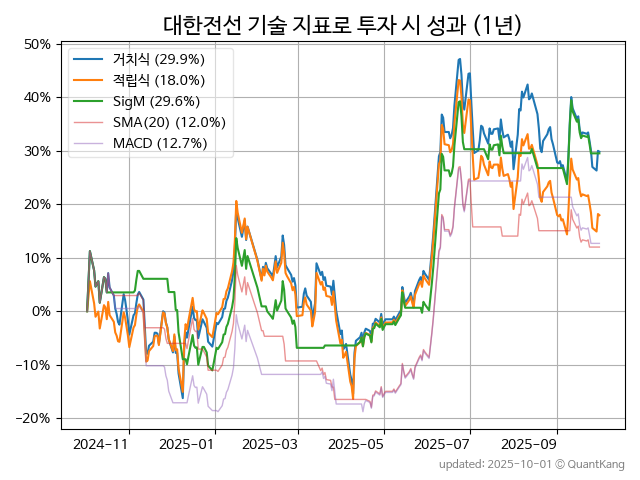 대한전선 기술 지표로 투자 시 성과 (1년)
50%
40%
30%
20%
10%
0%
−10%
−20%
거치식 (29.9%)
적립식 (18.0%)
SigM (29.6%)
SMA(20) (12.0%)
MACD (12.7%)
2024-11 2025-01 2025-03 2025-05 2025-07 2025-09
updated: 2025-10-01 © QuantKang